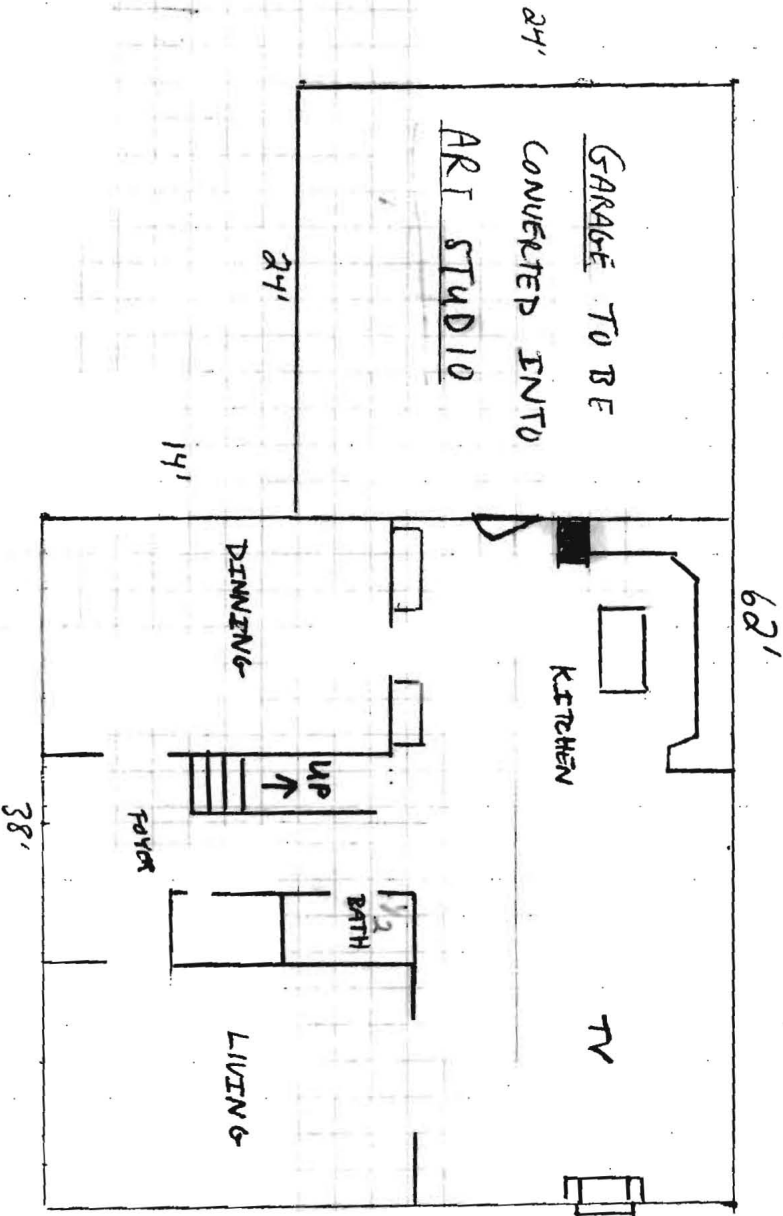 62'
24'
GARAGE TO BE
CONVERTED INTO
ART STUDIO
24'
14'
KITCHEN
TV
DINNING
UP
1/2
BATH
FOYER
LIVING
38'